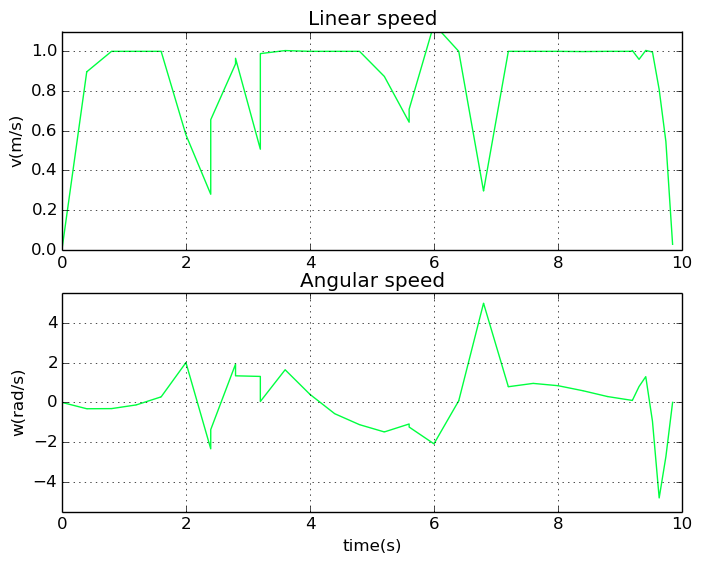 Linear speed
v(m/s)
1.0
0.8
0.6
0.4
0.2
0.0
0 2 4 6 8 10
Angular speed
w(rad/s)
4
2
0
−2
−4
0 2 4 6 8 10
time(s)